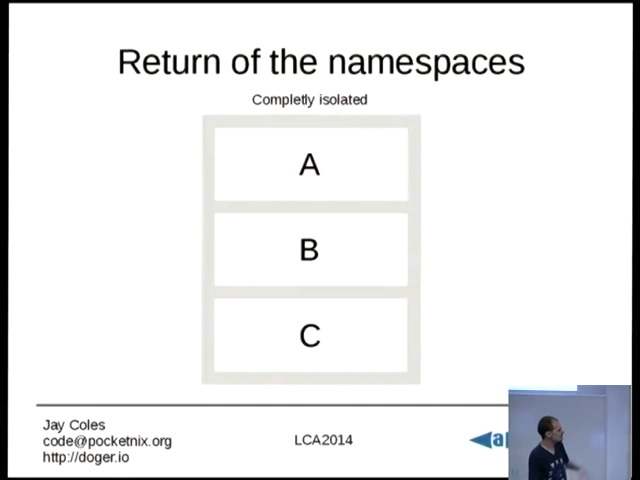 Return of the namespaces
Completly isolated
A
B
C
Jay Coles
code@pocketnix.org
http://doger.io
LCA2014